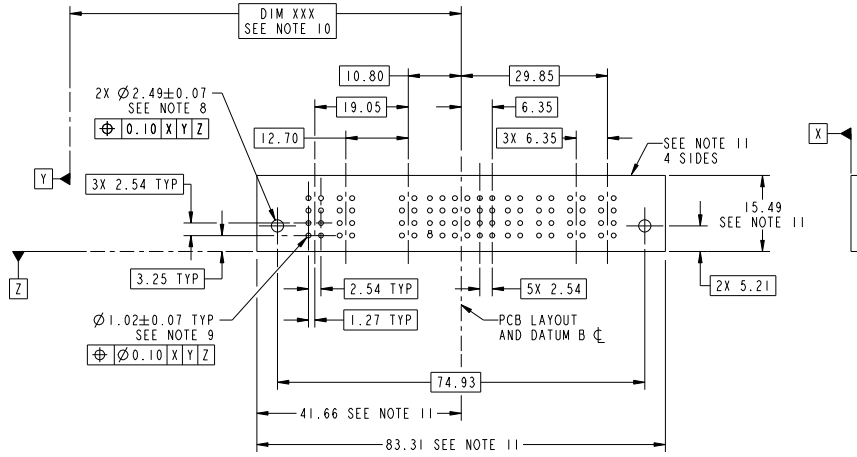 DIM XXX
SEE NOTE 10
10.80
29.85
2X Ø2.49±0.07
SEE NOTE 8
⌖ 0.10 X Y Z
19.05
6.35
12.70
3X 6.35
SEE NOTE 11
4 SIDES
X
Y
3X 2.54 TYP
15.49
SEE NOTE 11
B
Z
3.25 TYP
2.54 TYP
5X 2.54
2X 5.21
Ø1.02±0.07 TYP
SEE NOTE 9
⌖ Ø0.10 X Y Z
1.27 TYP
PCB LAYOUT
AND DATUM B ℄
74.93
41.66 SEE NOTE 11
83.31 SEE NOTE 11